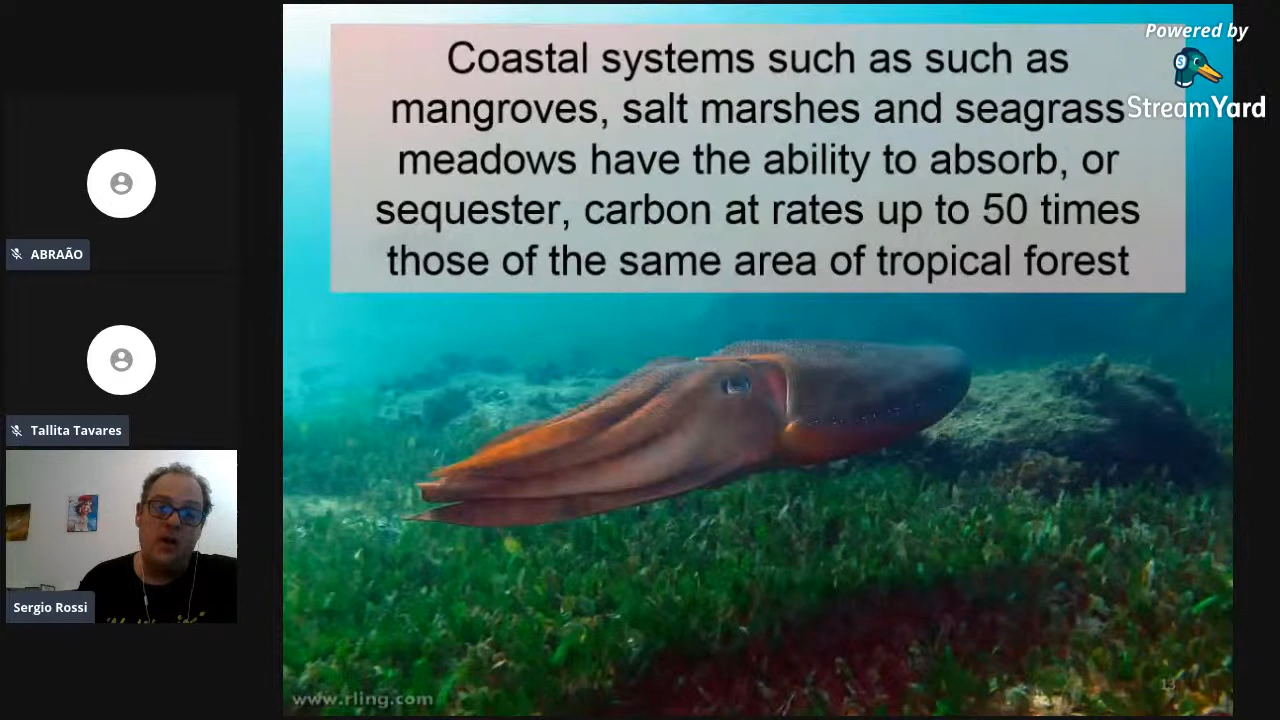 Coastal systems such as such as
mangroves, salt marshes and seagrass
meadows have the ability to absorb, or
sequester, carbon at rates up to 50 times
those of the same area of tropical forest
Powered by
StreamYard
ABRAÃO
Tallita Tavares
Sergio Rossi
www.rling.com
13